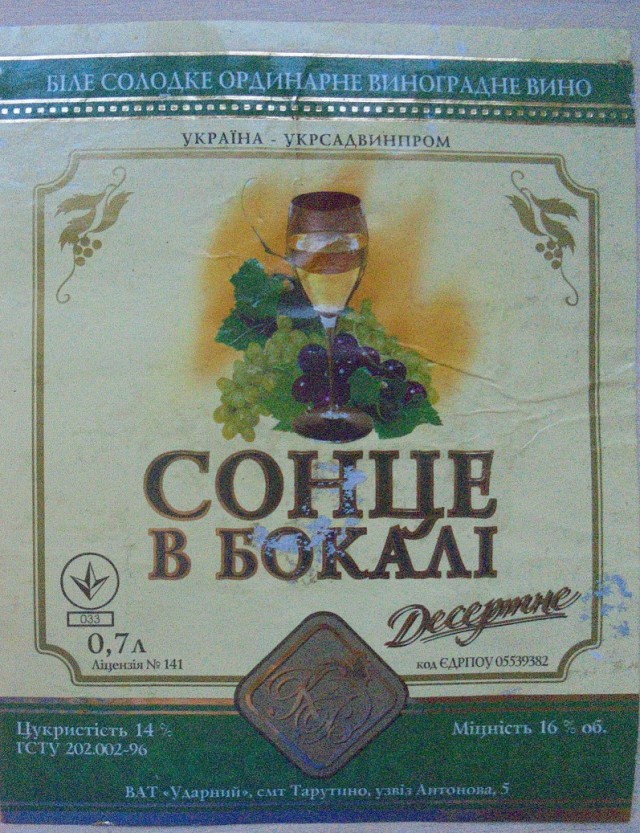 БІЛЕ СОЛОДКЕ ОРДИНАРНЕ ВИНОГРАДНЕ ВИНО
УКРАЇНА - УКРСАДВИНПРОМ
СОНЦЕ
В БОКАЛІ
Десертне
033
0,7л
Ліцензія № 141
код ЄДРПОУ 05539382
Цукристість 14 %
ГСТУ 202.002-96
Міцність 16 % об.
ВАТ «Ударний», смт Тарутино, узвіз Антонова, 5